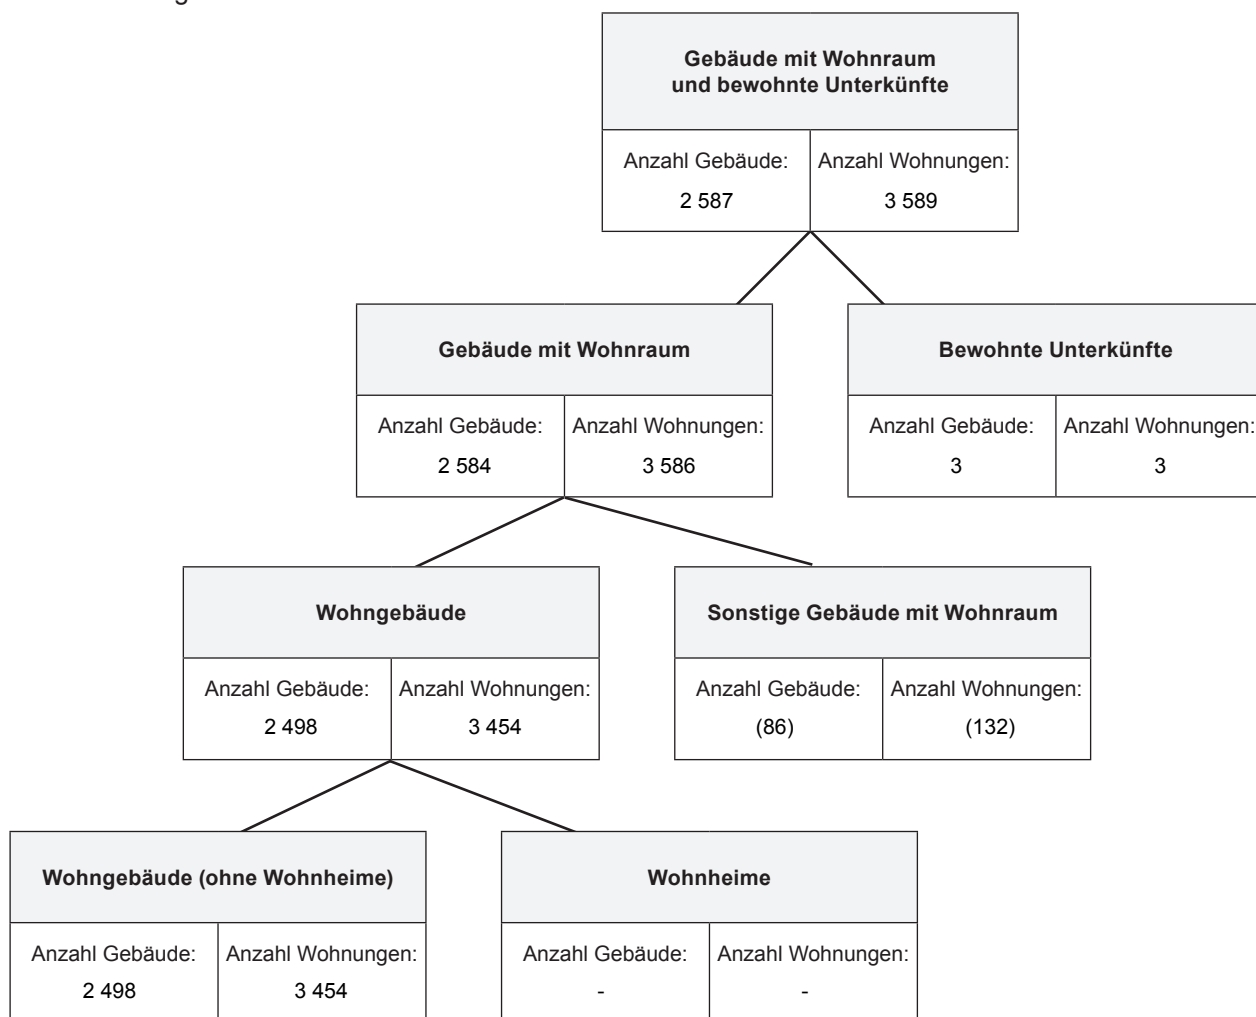 Gebäude mit Wohnraum
und bewohnte Unterkünfte
Anzahl Gebäude: Anzahl Wohnungen:
2 587 3 589
Gebäude mit Wohnraum
Anzahl Gebäude: Anzahl Wohnungen:
2 584 3 586
Bewohnte Unterkünfte
Anzahl Gebäude: Anzahl Wohnungen:
3 3
Wohngebäude
Anzahl Gebäude: Anzahl Wohnungen:
2 498 3 454
Sonstige Gebäude mit Wohnraum
Anzahl Gebäude: Anzahl Wohnungen:
(86) (132)
Wohngebäude (ohne Wohnheime)
Anzahl Gebäude: Anzahl Wohnungen:
2 498 3 454
Wohnheime
Anzahl Gebäude: Anzahl Wohnungen:
- -